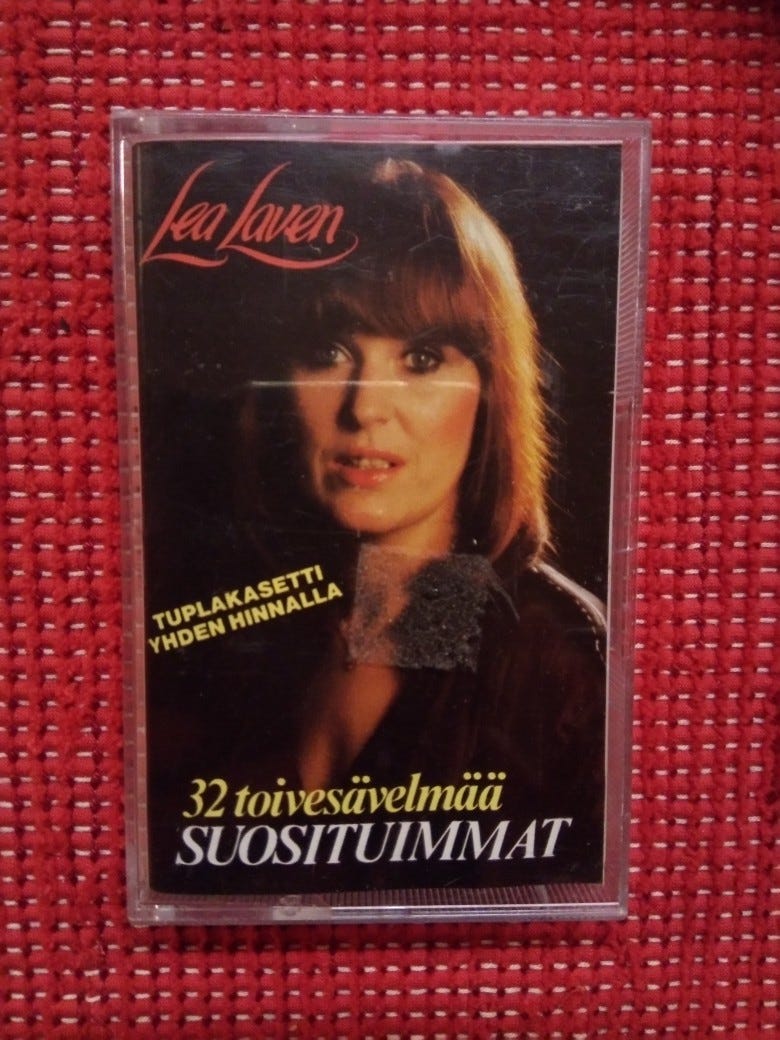 Lea Laven
TUPLAKASETTI
YHDEN HINNALLA
32 toivesävelmää
SUOSITUIMMAT